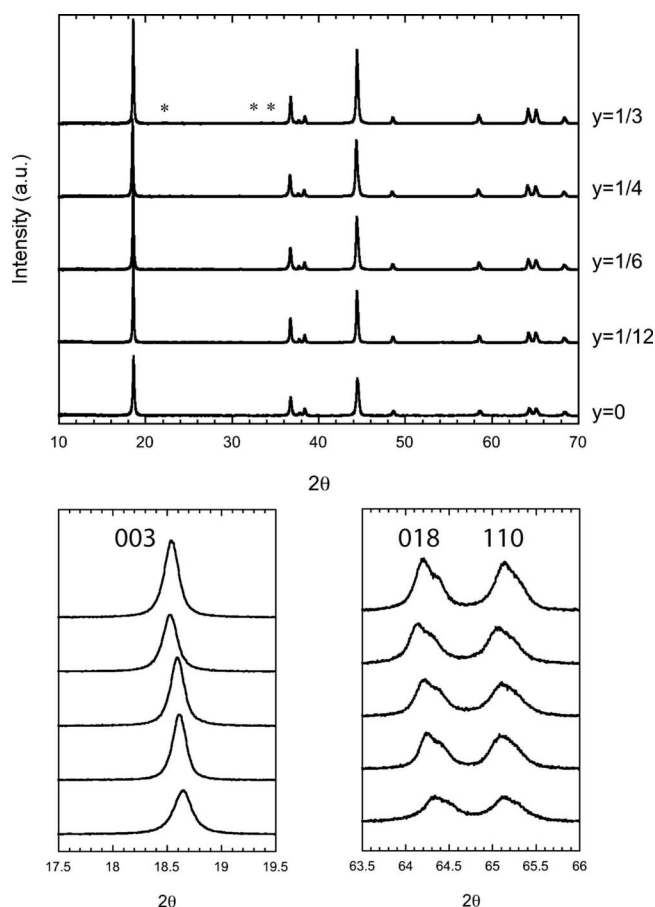 * * *
y=1/3
y=1/4
y=1/6
y=1/12
y=0
Intensity (a.u.)
10 20 30 40 50 60 70
2θ
003
17.5 18 18.5 19 19.5
2θ
018 110
63.5 64 64.5 65 65.5 66
2θ